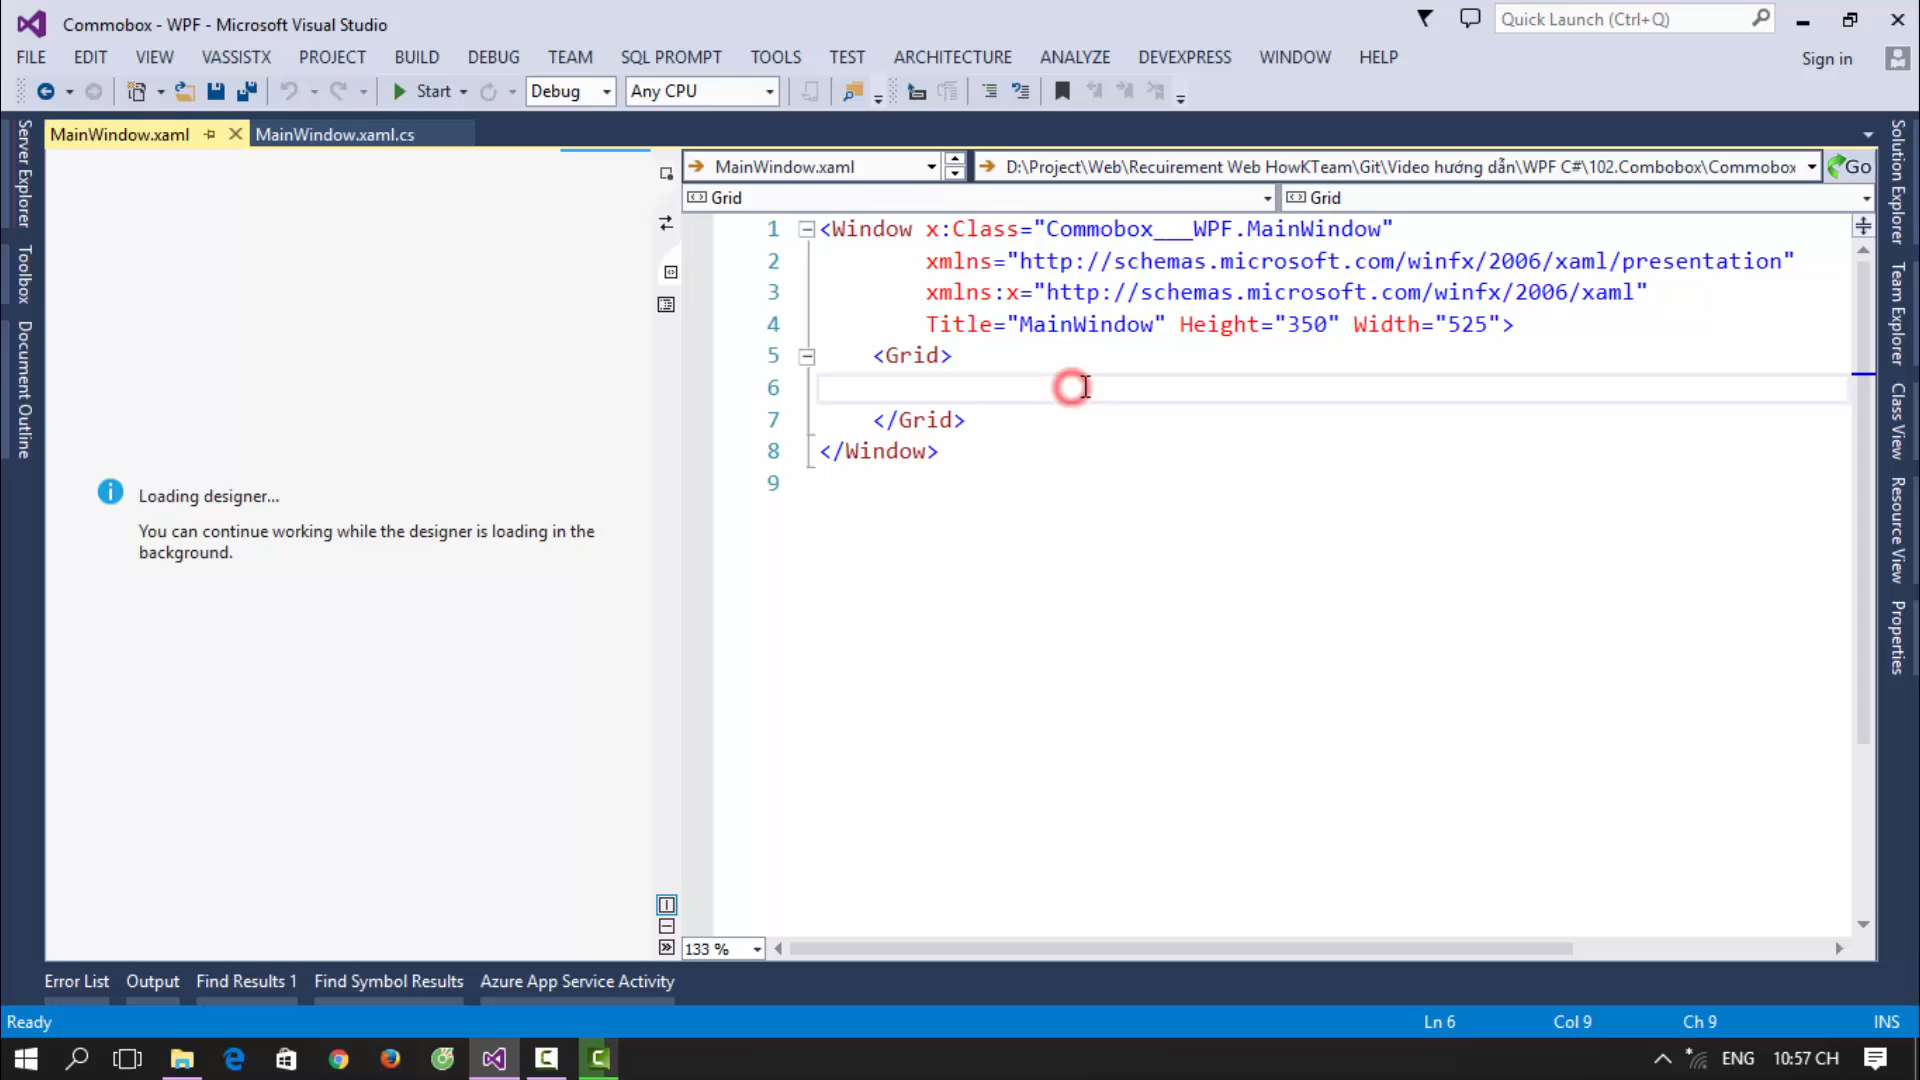 Commobox - WPF - Microsoft Visual Studio
Quick Launch (Ctrl+Q)
FILE EDIT VIEW VASSISTX PROJECT BUILD DEBUG TEAM SQL PROMPT TOOLS TEST ARCHITECTURE ANALYZE DEVEXPRESS WINDOW HELP
Sign in
Start Debug Any CPU
MainWindow.xaml MainWindow.xaml.cs
MainWindow.xaml
D:\Project\Web\Recuirement Web HowKTeam\Git\Video hướng dẫn\WPF C#\102.Combobox\Commobox
Go
Grid
Grid
1 <Window x:Class="Commobox___WPF.MainWindow"
2 xmlns="http://schemas.microsoft.com/winfx/2006/xaml/presentation"
3 xmlns:x="http://schemas.microsoft.com/winfx/2006/xaml"
4 Title="MainWindow" Height="350" Width="525">
5 <Grid>
6
7 </Grid>
8 </Window>
9
Loading designer...
You can continue working while the designer is loading in the
background.
Server Explorer
Toolbox
Document Outline
Solution Explorer
Team Explorer
Class View
Resource View
Properties
133 %
Error List Output Find Results 1 Find Symbol Results Azure App Service Activity
Ready Ln 6 Col 9 Ch 9 INS
ENG 10:57 CH